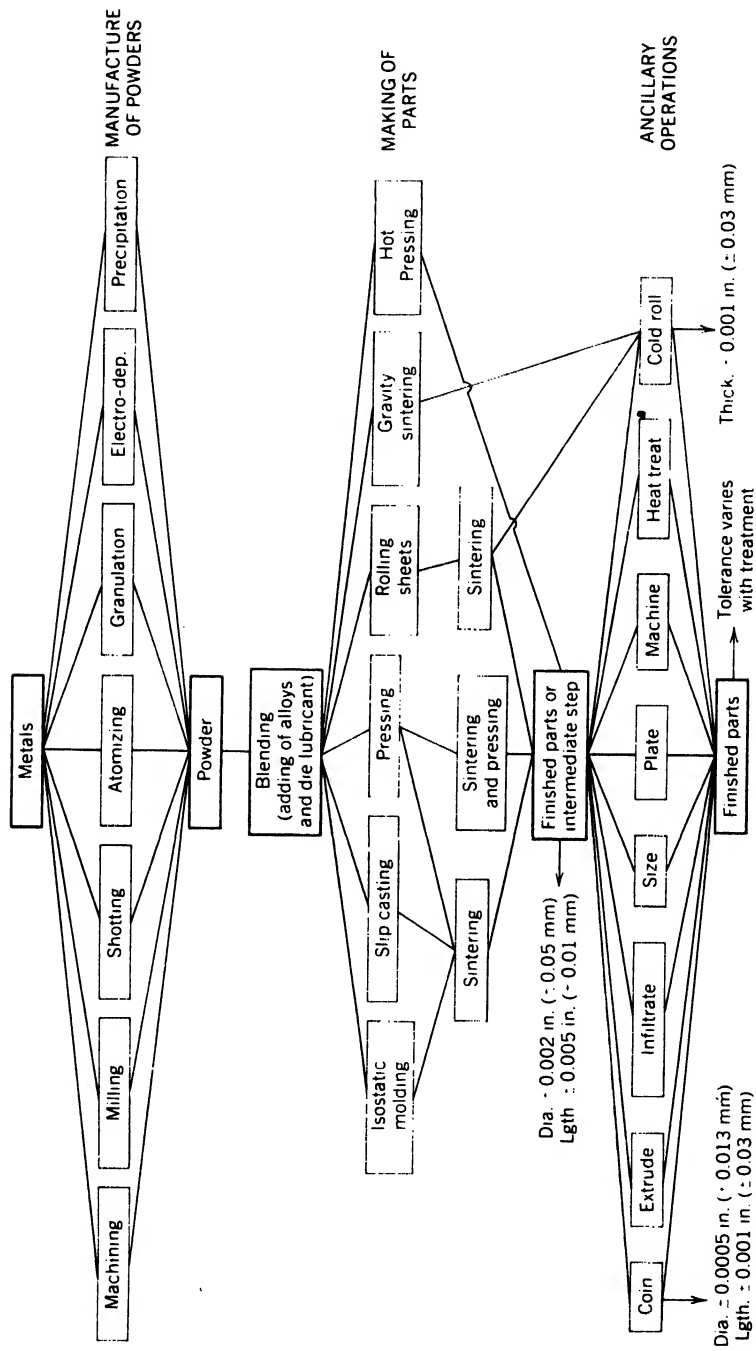 MANUFACTURE
OF POWDERS
Metals
Machining
Milling
Shotting
Atomizing
Granulation
Electro-dep.
Precipitation
Powder
MAKING OF
PARTS
Blending
(adding of alloys
and die lubricant)
Isostatic
molding
Slip casting
Pressing
Rolling
sheets
Gravity
sintering
Hot
Pressing
Sintering
Sintering
and pressing
Sintering
Dia. - 0.002 in. (- 0.05 mm)
Lgth ± 0.005 in. (- 0.01 mm)
Finished parts or
intermediate step
ANCILLARY
OPERATIONS
Coin
Extrude
Infiltrate
Size
Plate
Machine
Heat treat
Cold roll
Dia. ± 0.0005 in. (· 0.013 mm)
Lgth. ± 0.001 in. (± 0.03 mm)
Finished parts
Tolerance varies
with treatment
Thick. - 0.001 in. (± 0.03 mm)